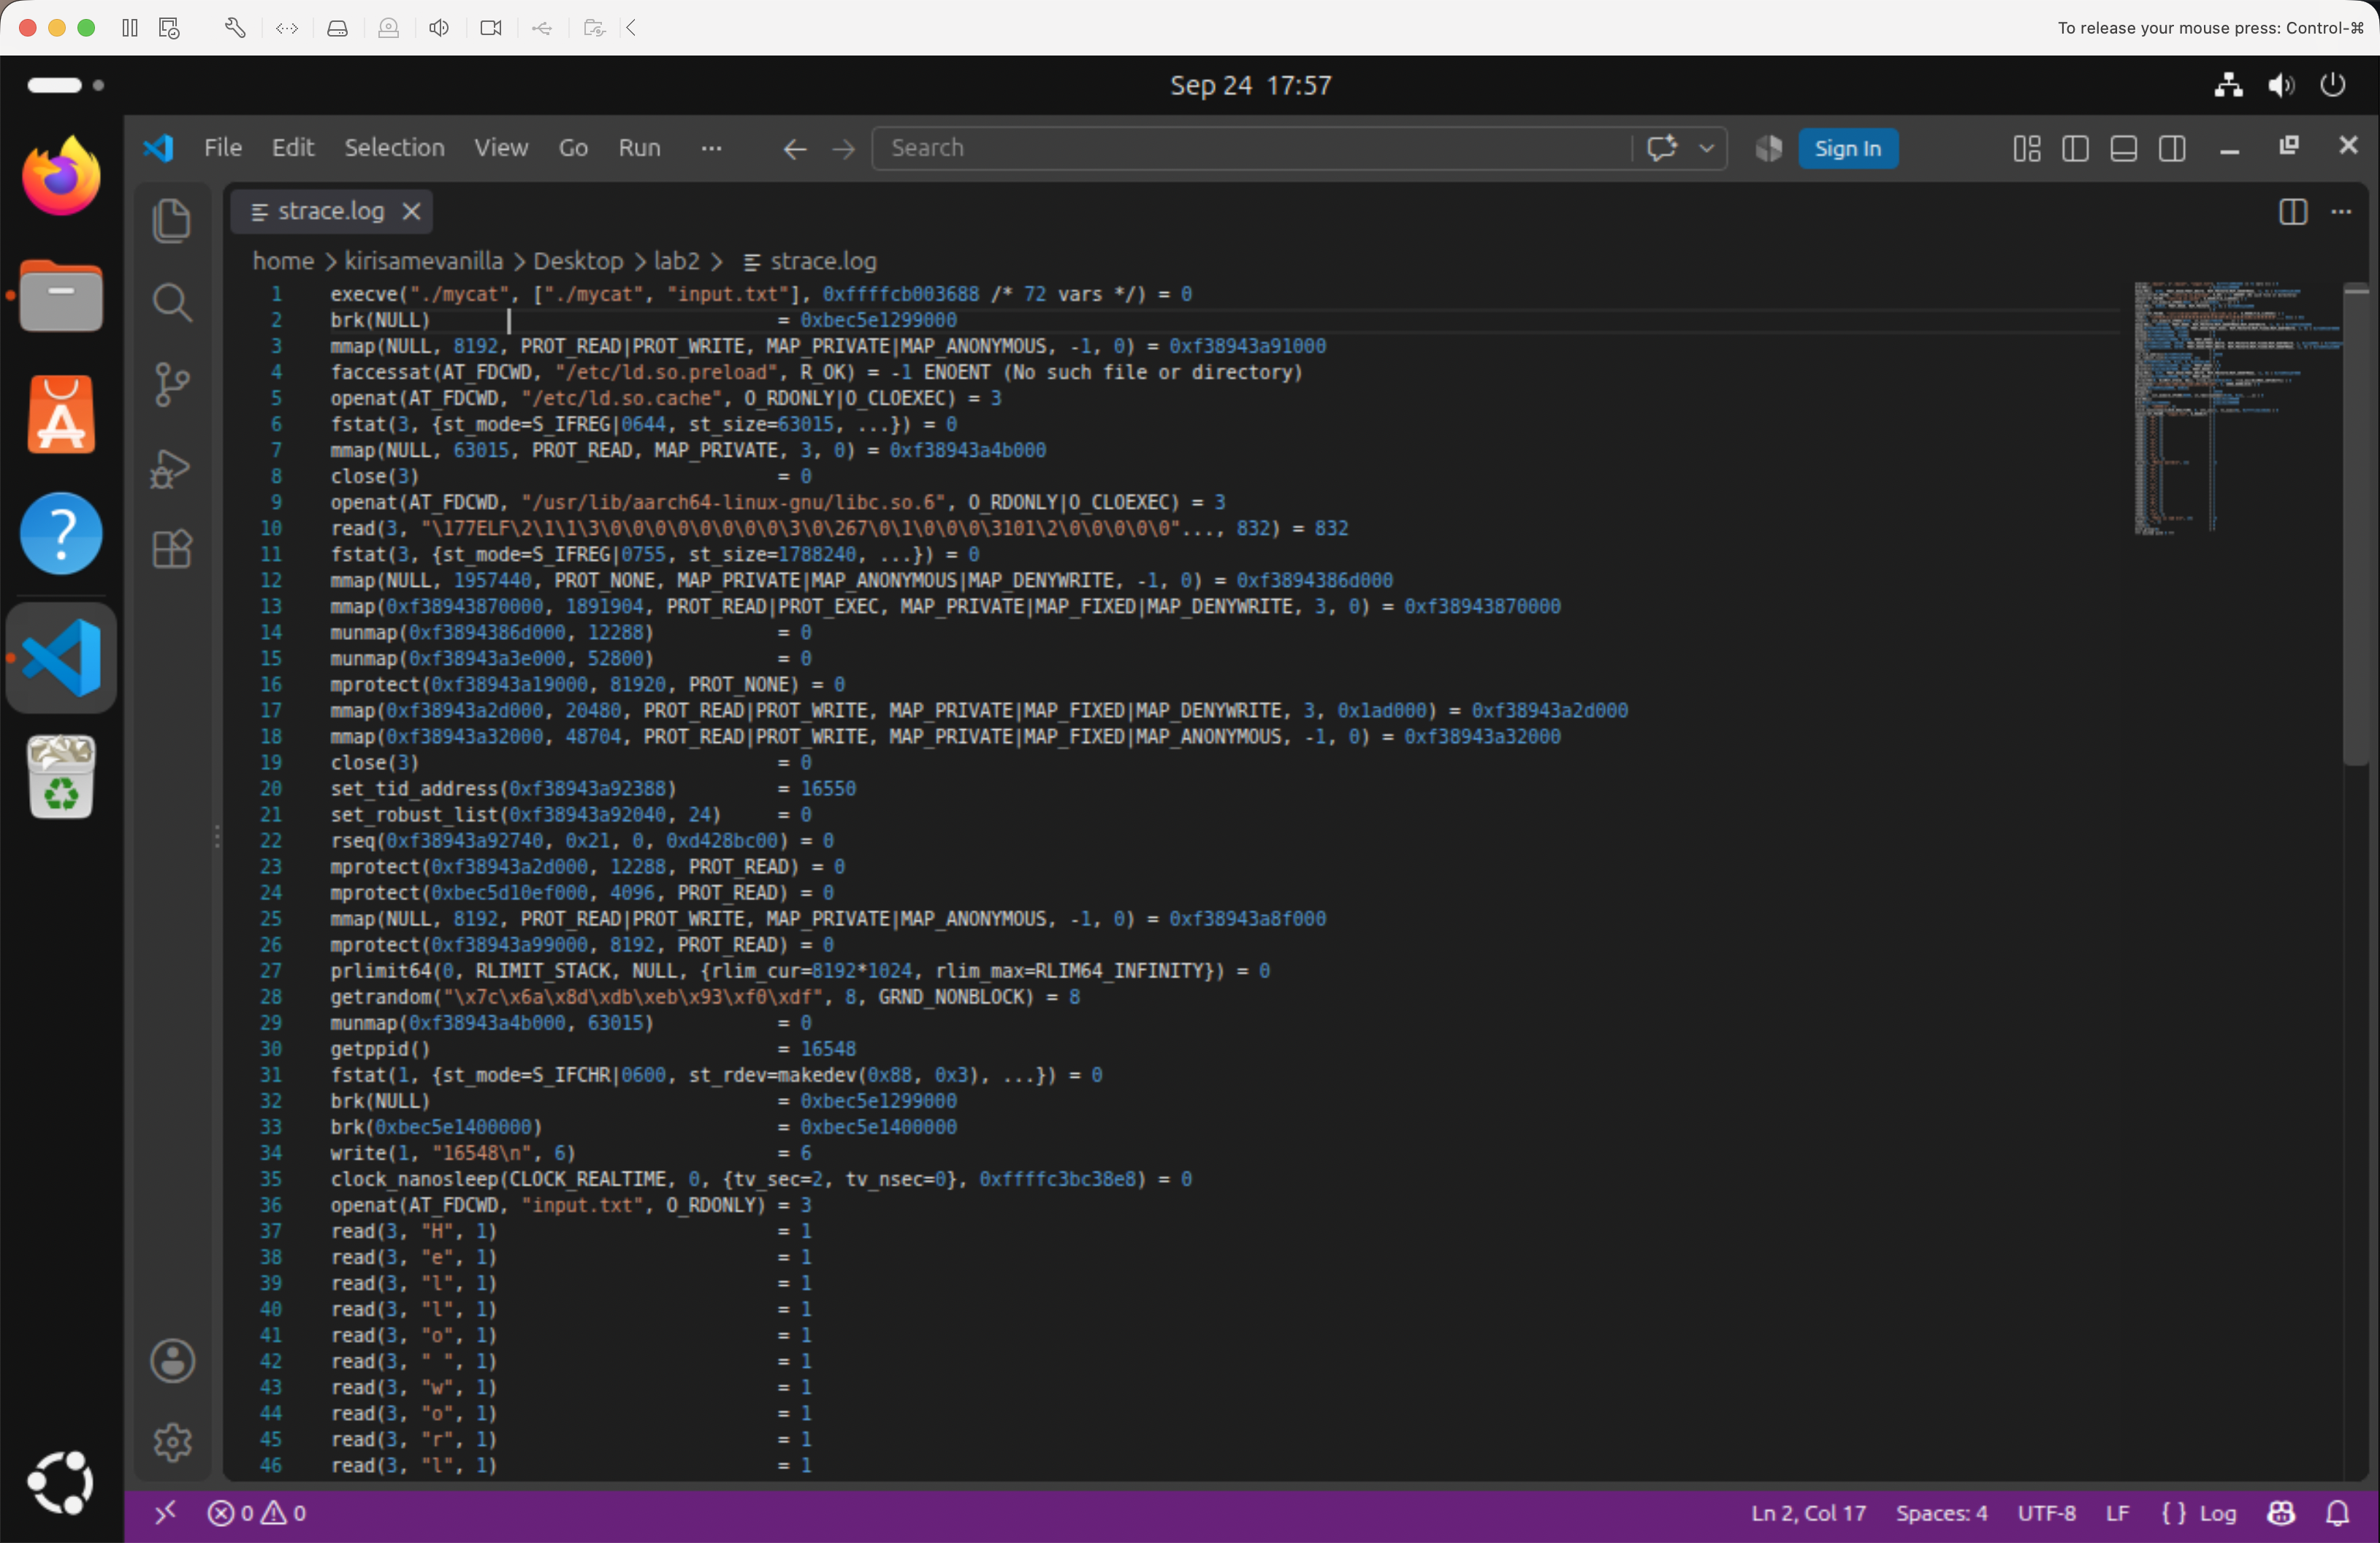 To release your mouse press: Control-⌘
Sep 24 17:57
File Edit Selection View Go Run ··· Search Sign In
strace.log
home > kirisamevanilla > Desktop > lab2 > strace.log
1 execve("./mycat", ["./mycat", "input.txt"], 0xffffcb003688 /* 72 vars */) = 0
2 brk(NULL) = 0xbec5e1299000
3 mmap(NULL, 8192, PROT_READ|PROT_WRITE, MAP_PRIVATE|MAP_ANONYMOUS, -1, 0) = 0xf38943a91000
4 faccessat(AT_FDCWD, "/etc/ld.so.preload", R_OK) = -1 ENOENT (No such file or directory)
5 openat(AT_FDCWD, "/etc/ld.so.cache", O_RDONLY|O_CLOEXEC) = 3
6 fstat(3, {st_mode=S_IFREG|0644, st_size=63015, ...}) = 0
7 mmap(NULL, 63015, PROT_READ, MAP_PRIVATE, 3, 0) = 0xf38943a4b000
8 close(3) = 0
9 openat(AT_FDCWD, "/usr/lib/aarch64-linux-gnu/libc.so.6", O_RDONLY|O_CLOEXEC) = 3
10 read(3, "\177ELF\2\1\1\3\0\0\0\0\0\0\0\0\3\0\267\0\1\0\0\0\3101\2\0\0\0\0\0"..., 832) = 832
11 fstat(3, {st_mode=S_IFREG|0755, st_size=1788240, ...}) = 0
12 mmap(NULL, 1957440, PROT_NONE, MAP_PRIVATE|MAP_ANONYMOUS|MAP_DENYWRITE, -1, 0) = 0xf3894386d000
13 mmap(0xf38943870000, 1891904, PROT_READ|PROT_EXEC, MAP_PRIVATE|MAP_FIXED|MAP_DENYWRITE, 3, 0) = 0xf38943870000
14 munmap(0xf3894386d000, 12288) = 0
15 munmap(0xf38943a3e000, 52800) = 0
16 mprotect(0xf38943a19000, 81920, PROT_NONE) = 0
17 mmap(0xf38943a2d000, 20480, PROT_READ|PROT_WRITE, MAP_PRIVATE|MAP_FIXED|MAP_DENYWRITE, 3, 0x1ad000) = 0xf38943a2d000
18 mmap(0xf38943a32000, 48704, PROT_READ|PROT_WRITE, MAP_PRIVATE|MAP_FIXED|MAP_ANONYMOUS, -1, 0) = 0xf38943a32000
19 close(3) = 0
20 set_tid_address(0xf38943a92388) = 16550
21 set_robust_list(0xf38943a92040, 24) = 0
22 rseq(0xf38943a92740, 0x21, 0, 0xd428bc00) = 0
23 mprotect(0xf38943a2d000, 12288, PROT_READ) = 0
24 mprotect(0xbec5d10ef000, 4096, PROT_READ) = 0
25 mmap(NULL, 8192, PROT_READ|PROT_WRITE, MAP_PRIVATE|MAP_ANONYMOUS, -1, 0) = 0xf38943a8f000
26 mprotect(0xf38943a99000, 8192, PROT_READ) = 0
27 prlimit64(0, RLIMIT_STACK, NULL, {rlim_cur=8192*1024, rlim_max=RLIM64_INFINITY}) = 0
28 getrandom("\x7c\x6a\x8d\xdb\xeb\x93\xf0\xdf", 8, GRND_NONBLOCK) = 8
29 munmap(0xf38943a4b000, 63015) = 0
30 getppid() = 16548
31 fstat(1, {st_mode=S_IFCHR|0600, st_rdev=makedev(0x88, 0x3), ...}) = 0
32 brk(NULL) = 0xbec5e1299000
33 brk(0xbec5e1400000) = 0xbec5e1400000
34 write(1, "16548\n", 6) = 6
35 clock_nanosleep(CLOCK_REALTIME, 0, {tv_sec=2, tv_nsec=0}, 0xffffc3bc38e8) = 0
36 openat(AT_FDCWD, "input.txt", O_RDONLY) = 3
37 read(3, "H", 1) = 1
38 read(3, "e", 1) = 1
39 read(3, "l", 1) = 1
40 read(3, "l", 1) = 1
41 read(3, "o", 1) = 1
42 read(3, " ", 1) = 1
43 read(3, "w", 1) = 1
44 read(3, "o", 1) = 1
45 read(3, "r", 1) = 1
46 read(3, "l", 1) = 1
0 0 Ln 2, Col 17 Spaces: 4 UTF-8 LF {} Log